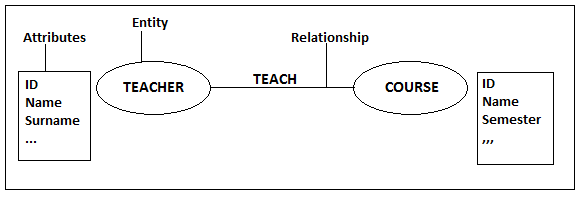 Entity
Attributes
Relationship
ID
Name
Surname
...
TEACHER
TEACH
COURSE
ID
Name
Semester
,,,